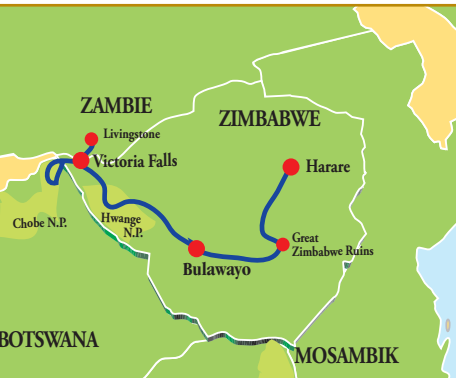 ZAMBIE
Livingstone
ZIMBABWE
Victoria Falls
Harare
Chobe N.P.
Hwange
N.P.
Great
Zimbabwe Ruins
Bulawayo
BOTSWANA
MOSAMBIK